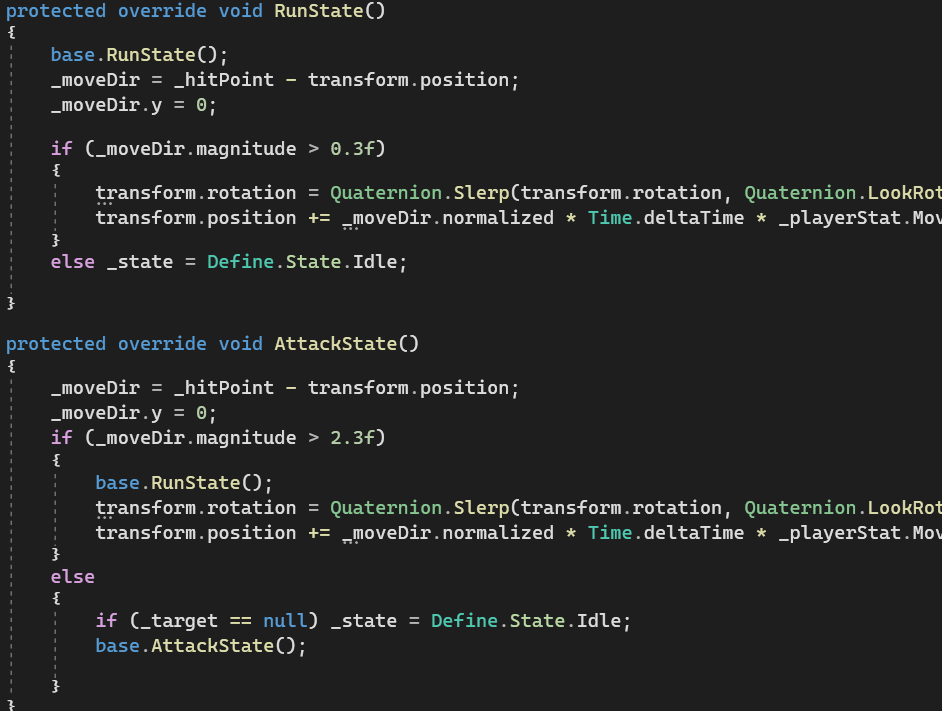 protected override void RunState()
{
base.RunState();
_moveDir = _hitPoint - transform.position;
_moveDir.y = 0;
if (_moveDir.magnitude > 0.3f)
{
transform.rotation = Quaternion.Slerp(transform.rotation, Quaternion.LookRot
transform.position += _moveDir.normalized * Time.deltaTime * _playerStat.Mov
}
else _state = Define.State.Idle;
}
protected override void AttackState()
{
_moveDir = _hitPoint - transform.position;
_moveDir.y = 0;
if (_moveDir.magnitude > 2.3f)
{
base.RunState();
transform.rotation = Quaternion.Slerp(transform.rotation, Quaternion.LookRot
transform.position += _moveDir.normalized * Time.deltaTime * _playerStat.Mov
}
else
{
if (_target == null) _state = Define.State.Idle;
base.AttackState();
}
}